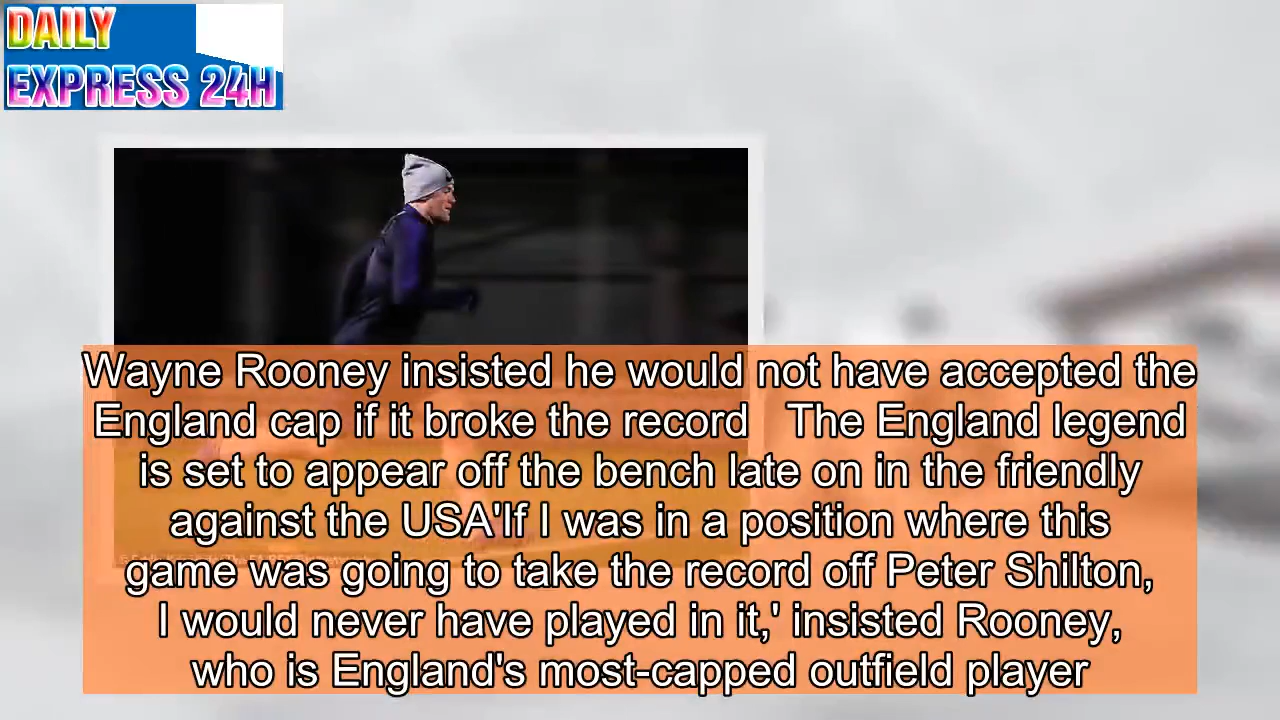 DAILY
EXPRESS 24H
Wayne Rooney insisted he would not have accepted the
England cap if it broke the record   The England legend
is set to appear off the bench late on in the friendly
against the USA'If I was in a position where this
game was going to take the record off Peter Shilton,
I would never have played in it,' insisted Rooney,
who is England's most-capped outfield player